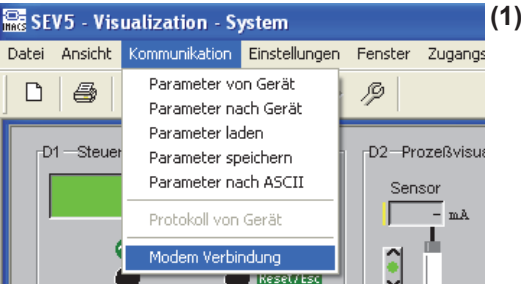 SEV5 - Visualization - System
(1)
Datei Ansicht Kommunikation Einstellungen Fenster Zugangs
Parameter von Gerät
Parameter nach Gerät
Parameter laden
Parameter speichern
Parameter nach ASCII
Protokoll von Gerät
Modem Verbindung
D1 Steuer
D2 Prozeßvisua
Sensor
- mA
Reset/Esc